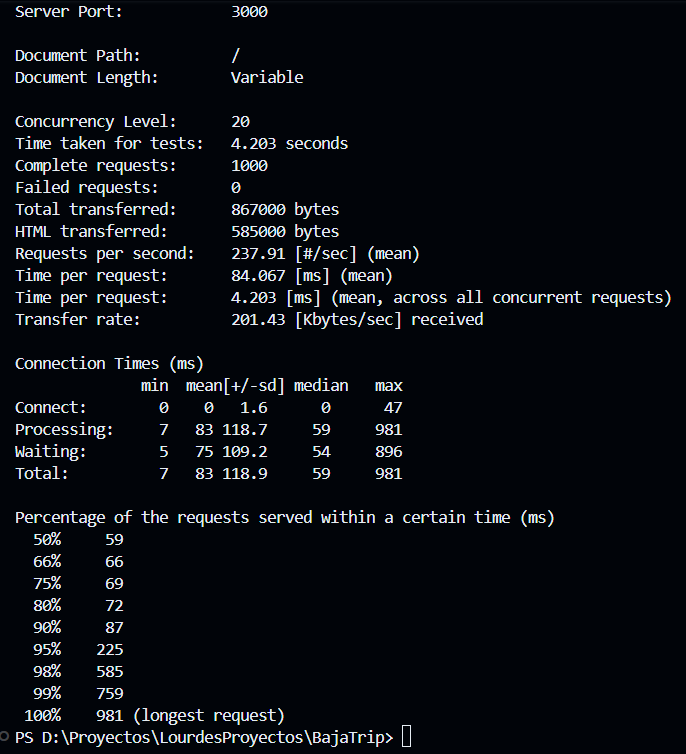 Server Port:            3000
Document Path:          /
Document Length:        Variable
Concurrency Level:      20
Time taken for tests:   4.203 seconds
Complete requests:      1000
Failed requests:        0
Total transferred:      867000 bytes
HTML transferred:       585000 bytes
Requests per second:    237.91 [#/sec] (mean)
Time per request:       84.067 [ms] (mean)
Time per request:       4.203 [ms] (mean, across all concurrent requests)
Transfer rate:          201.43 [Kbytes/sec] received
Connection Times (ms)
              min  mean[+/-sd] median   max
Connect:        0    0   1.6      0      47
Processing:     7   83 118.7     59     981
Waiting:        5   75 109.2     54     896
Total:          7   83 118.9     59     981
Percentage of the requests served within a certain time (ms)
  50%     59
  66%     66
  75%     69
  80%     72
  90%     87
  95%    225
  98%    585
  99%    759
 100%    981 (longest request)
PS D:\Proyectos\LourdesProyectos\BajaTrip>